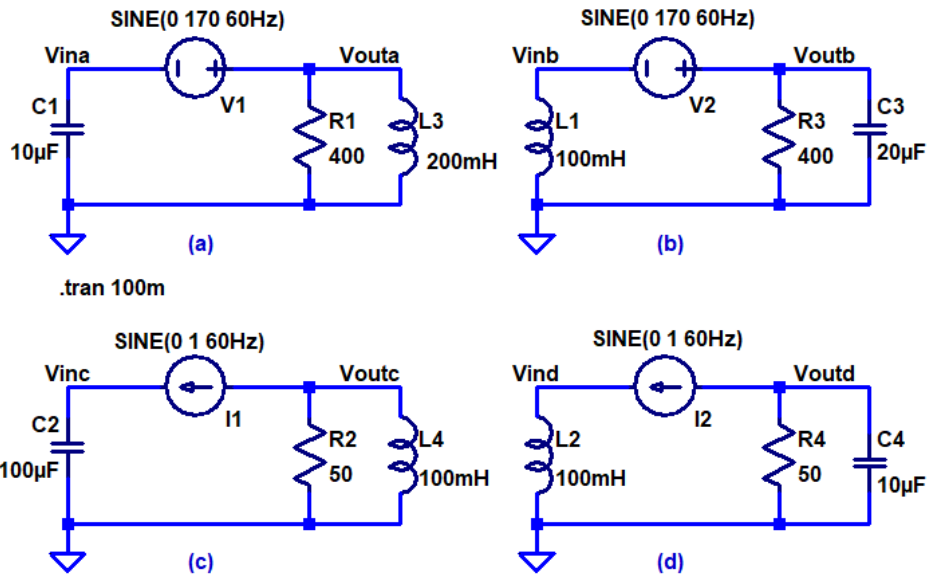 SINE(0 170 60Hz)
Vina
Vouta
V1
C1
10µF
R1
400
L3
200mH
(a)
SINE(0 170 60Hz)
Vinb
Voutb
V2
L1
100mH
R3
400
C3
20µF
(b)
.tran 100m
SINE(0 1 60Hz)
Vinc
Voutc
I1
C2
100µF
R2
50
L4
100mH
(c)
SINE(0 1 60Hz)
Vind
Voutd
I2
L2
100mH
R4
50
C4
10µF
(d)